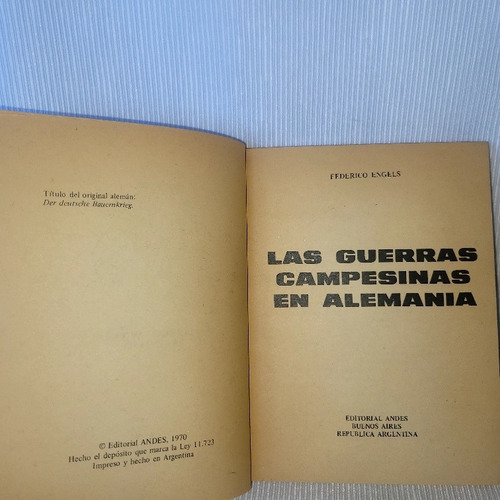 Título del original alemán:
Der deutsche Bauernkrieg.
© Editorial ANDES, 1970
Hecho el depósito que marca la Ley 11.723
Impreso y hecho en Argentina
FEDERICO ENGELS
LAS GUERRAS
CAMPESINAS
EN ALEMANIA
EDITORIAL ANDES
BUENOS AIRES
REPUBLICA ARGENTINA